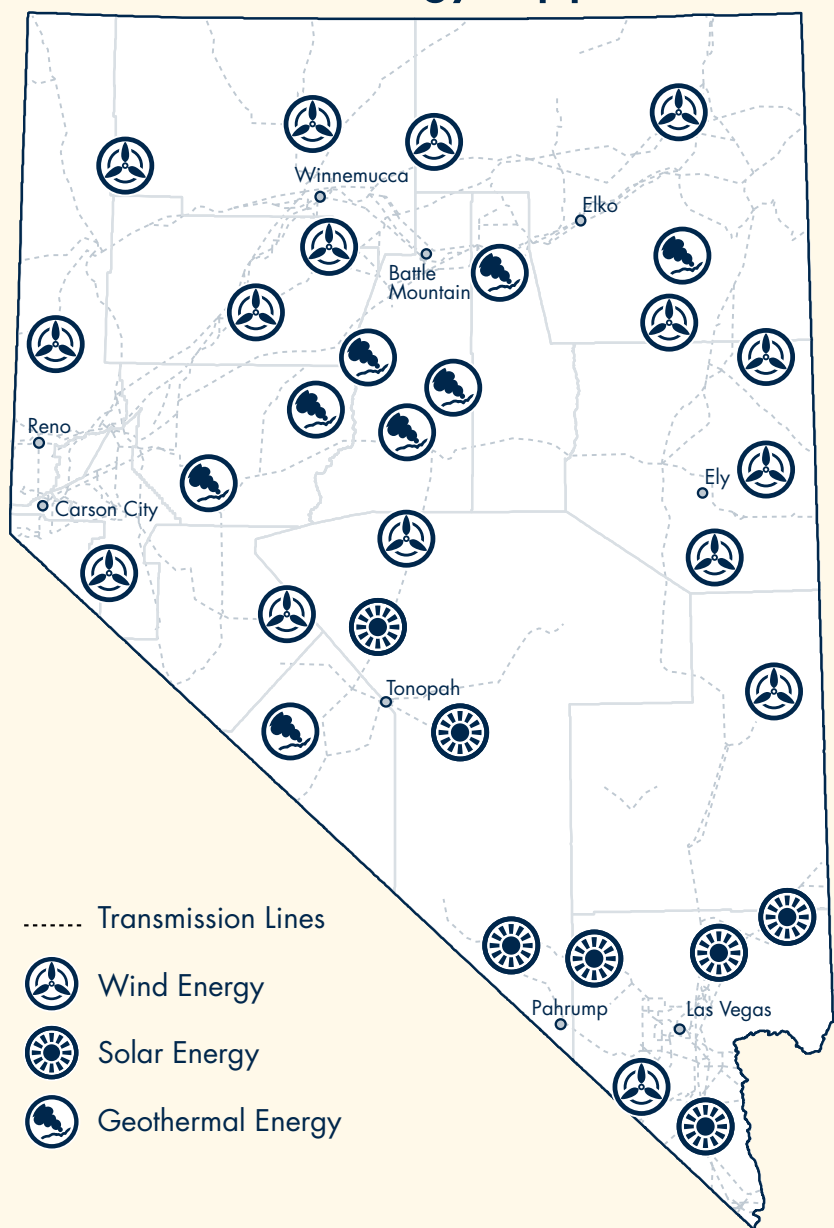 Winnemucca
Elko
Battle
Mountain
Reno
Ely
Carson City
Tonopah
Transmission Lines
Wind Energy
Pahrump
Las Vegas
Solar Energy
Geothermal Energy